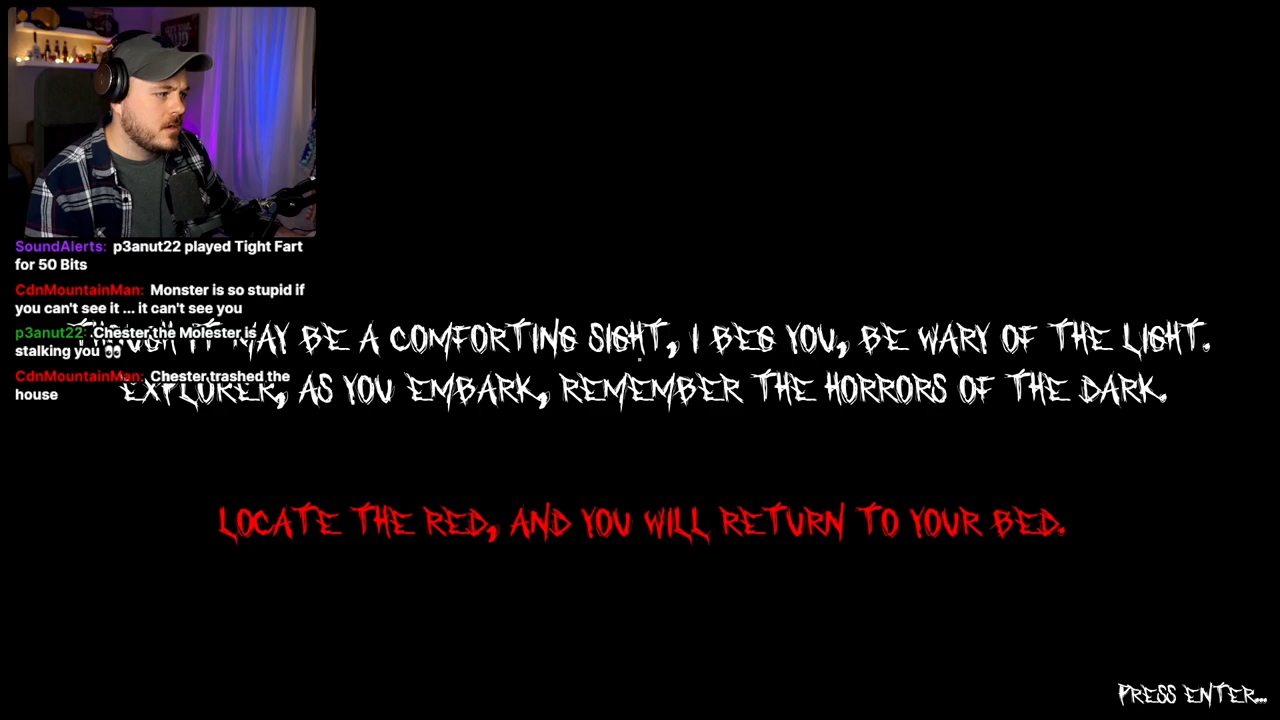 SoundAlerts: p3anut22 played Tight Fart
for 50 Bits
CdnMountainMan: Monster is so stupid if
you can't see it ... it can't see you
p3anut22: Chester the Molester is
stalking you 👀
CdnMountainMan: Chester trashed the
house
THOUGH IT MAY BE A COMFORTING SIGHT, I BEG YOU, BE WARY OF THE LIGHT.
EXPLORER, AS YOU EMBARK, REMEMBER THE HORRORS OF THE DARK.
LOCATE THE RED, AND YOU WILL RETURN TO YOUR BED.
PRESS ENTER...